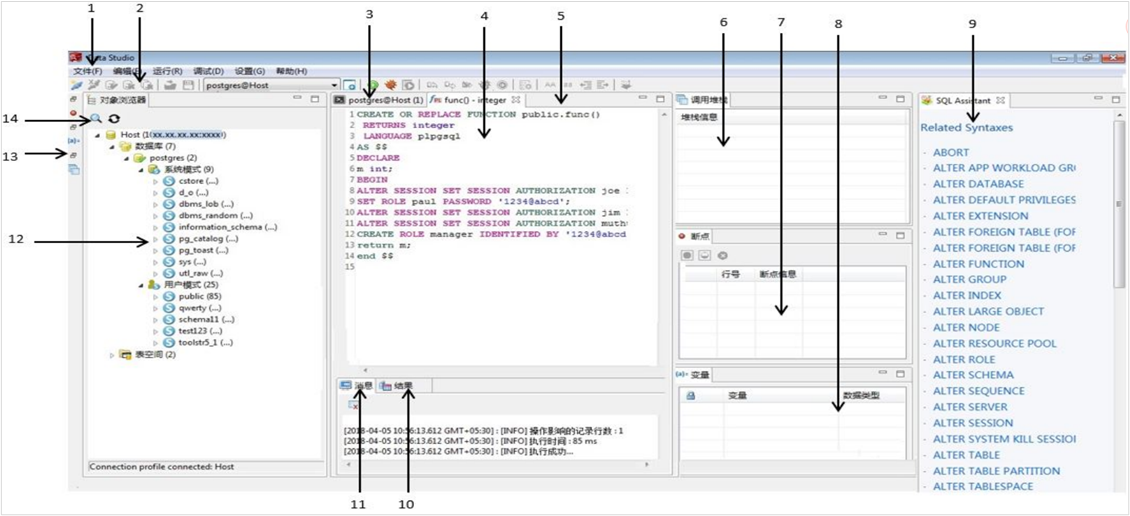 1
2
3
4
5
6
7
8
9
Data Studio
文件(F) 编辑(E) 运行(R) 调试(D) 设置(G) 帮助(H)
postgres@Host
对象浏览器
14
Host (1(xx.xx.xx.xx:xxxx))
13
数据库 (7)
postgres (2)
系统模式 (9)
cstore (...)
d_o (...)
dbms_lob (...)
dbms_random (...)
information_schema (...)
12
pg_catalog (...)
pg_toast (...)
sys (...)
utl_raw (...)
用户模式 (25)
public (85)
qwerty (...)
schema11 (...)
test123 (...)
toolstr5_1 (...)
表空间 (2)
Connection profile connected: Host
postgres@Host (1) func() - integer
1 CREATE OR REPLACE FUNCTION public.func()
2 RETURNS integer
3 LANGUAGE plpgsql
4 AS $$
5 DECLARE
6 m int;
7 BEGIN
8 ALTER SESSION SET SESSION AUTHORIZATION joe
9 SET ROLE paul PASSWORD '1234@abcd';
10 ALTER SESSION SET SESSION AUTHORIZATION jim
11 ALTER SESSION SET SESSION AUTHORIZATION muth
12 CREATE ROLE manager IDENTIFIED BY '1234@abcd
13 return m;
14 end $$
15
消息 结果
[2018-04-05 10:56:13.612 GMT+05:30] : [INFO] 操作影响的记录行数 : 1
[2018-04-05 10:56:13.612 GMT+05:30] : [INFO] 执行时间 : 85 ms
[2018-04-05 10:56:13.612 GMT+05:30] : [INFO] 执行成功...
11
10
调用堆栈
堆栈信息
断点
行号 断点信息
变量
变量 数据类型
SQL Assistant
Related Syntaxes
ABORT
ALTER APP WORKLOAD GR
ALTER DATABASE
ALTER DEFAULT PRIVILEGES
ALTER EXTENSION
ALTER FOREIGN TABLE (FOR
ALTER FOREIGN TABLE (FOR
ALTER FUNCTION
ALTER GROUP
ALTER INDEX
ALTER LARGE OBJECT
ALTER NODE
ALTER RESOURCE POOL
ALTER ROLE
ALTER SCHEMA
ALTER SEQUENCE
ALTER SERVER
ALTER SESSION
ALTER SYSTEM KILL SESSIO
ALTER TABLE
ALTER TABLE PARTITION
ALTER TABLESPACE